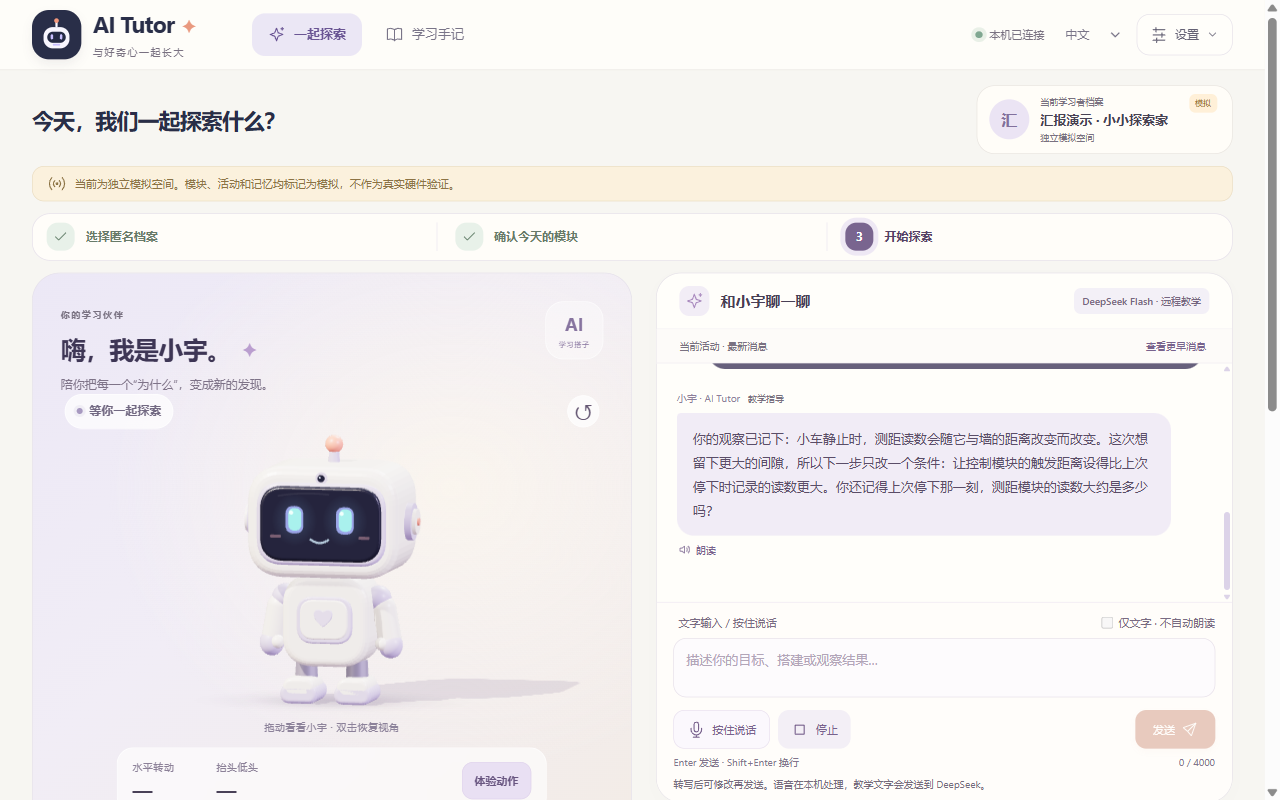 AI Tutor
与好奇心一起长大
一起探索
学习手记
本机已连接
中文
设置
今天，我们一起探索什么？
汇
当前学习者档案
汇报演示 · 小小探索家
独立模拟空间
模拟
当前为独立模拟空间。模块、活动和记忆均标记为模拟，不作为真实硬件验证。
选择匿名档案
确认今天的模块
3
开始探索
你的学习伙伴
嗨，我是小宇。
陪你把每一个“为什么”，变成新的发现。
等你一起探索
AI
学习搭子
拖动看看小宇 · 双击恢复视角
水平转动
抬头低头
—
—
体验动作
和小宇聊一聊
DeepSeek Flash · 远程教学
当前活动 · 最新消息
查看更早消息
小宇 · AI Tutor 教学指导
你的观察已记下：小车静止时，测距读数会随它与墙的距离改变而改变。这次想
留下更大的间隙，所以下一步只改一个条件：让控制模块的触发距离设得比上次
停下时记录的读数更大。你还记得上次停下那一刻，测距模块的读数大约是多少
吗？
朗读
文字输入 / 按住说话
仅文字 · 不自动朗读
描述你的目标、搭建或观察结果...
按住说话
停止
发送
Enter 发送 · Shift+Enter 换行
0 / 4000
转写后可修改再发送。语音在本机处理，教学文字会发送到 DeepSeek。